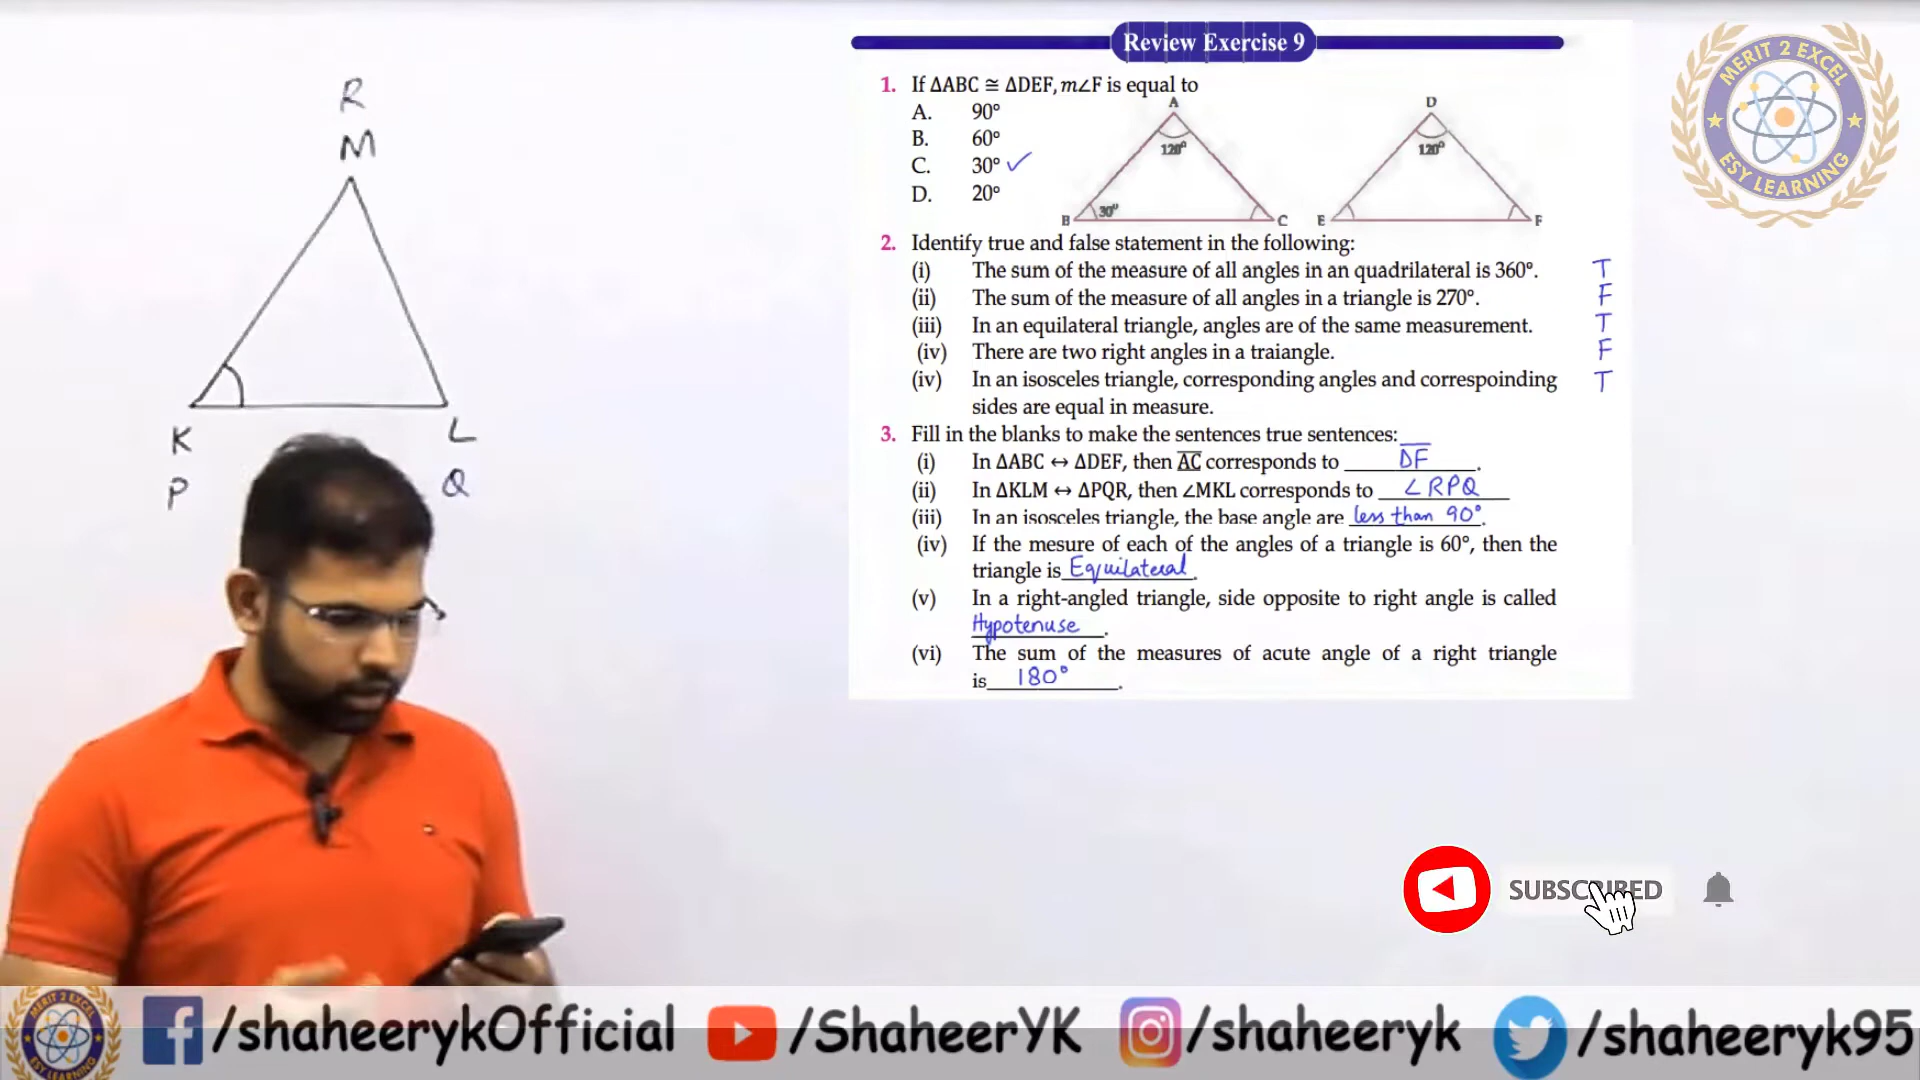 R
M
K
L
P
Q
Review Exercise 9
1. If ΔABC ≅ ΔDEF, m∠F is equal to
A. 90°
B. 60°
C. 30° ✓
D. 20°
A
120°
B
30°
C
D
120°
E
F
2. Identify true and false statement in the following:
(i) The sum of the measure of all angles in an quadrilateral is 360°. T
(ii) The sum of the measure of all angles in a triangle is 270°. F
(iii) In an equilateral triangle, angles are of the same measurement. T
(iv) There are two right angles in a traiangle. F
(iv) In an isosceles triangle, corresponding angles and correspoinding T
sides are equal in measure.
3. Fill in the blanks to make the sentences true sentences:
(i) In ΔABC ↔ ΔDEF, then A̅C̅ corresponds to D̅F̅.
(ii) In ΔKLM ↔ ΔPQR, then ∠MKL corresponds to ∠RPQ
(iii) In an isosceles triangle, the base angle are less than 90°.
(iv) If the mesure of each of the angles of a triangle is 60°, then the
triangle is Equilateral.
(v) In a right-angled triangle, side opposite to right angle is called
Hypotenuse.
(vi) The sum of the measures of acute angle of a right triangle
is 180°.
MERIT 2 EXCEL
ESY LEARNING
SUBSCRIBED
MERIT 2 EXCEL
ESY LEARNING
/shaheerykOfficial
/ShaheerYK
/shaheeryk
/shaheeryk95